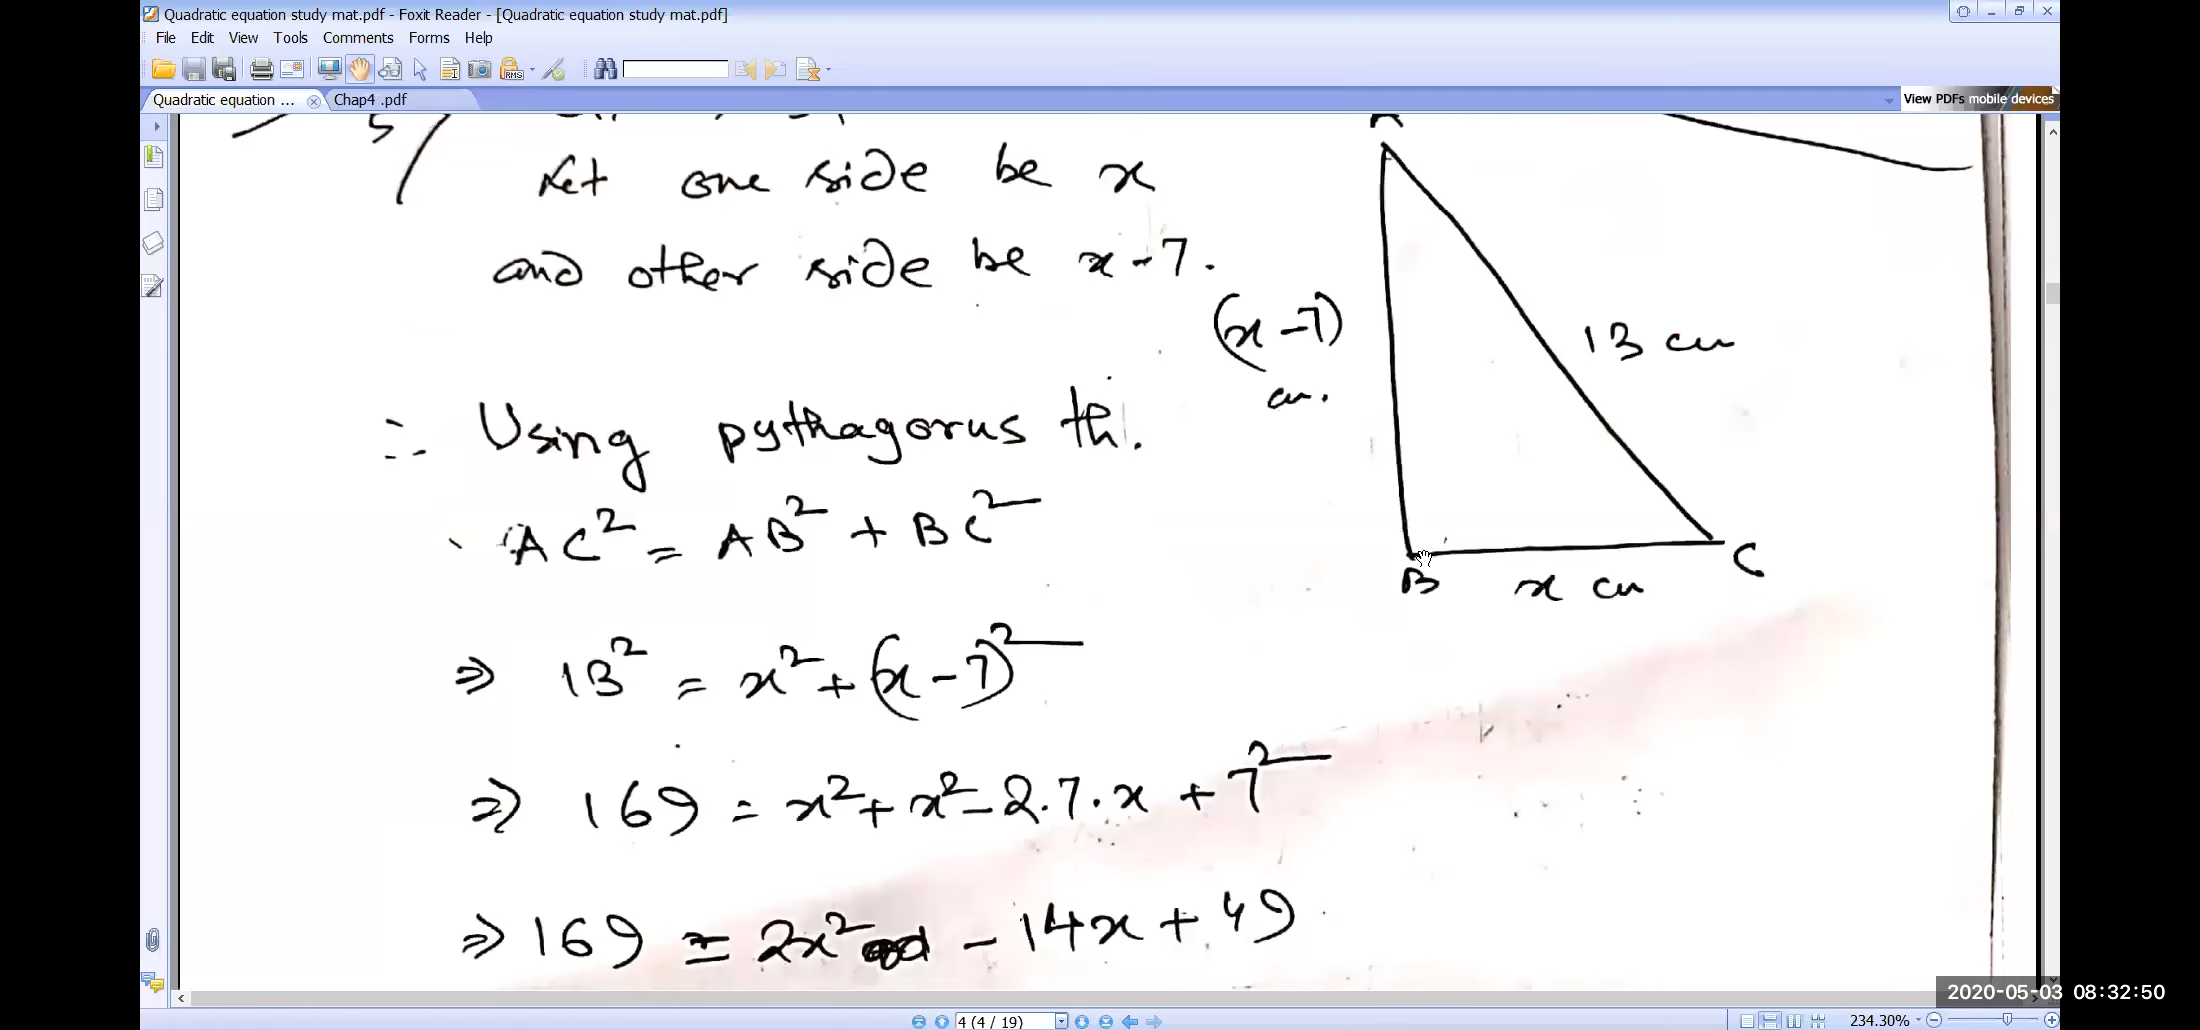 Quadratic equation study mat.pdf - Foxit Reader - [Quadratic equation study mat.pdf]
File Edit View Tools Comments Forms Help
Quadratic equation ... Chap4 .pdf
View PDFs mobile devices
Let one side be x
and other side be x - 7.
∴ Using pythagorus th.
AC² = AB² + BC²
⇒ 13² = x² + (x - 7)²
⇒ 169 = x² + x² - 2.7.x + 7²
⇒ 169 = 2x² - 14x + 49
A
(x - 7)
cm.
13 cm
B
C
x cm
2020-05-03 08:32:50
4 (4 / 19)
234.30%